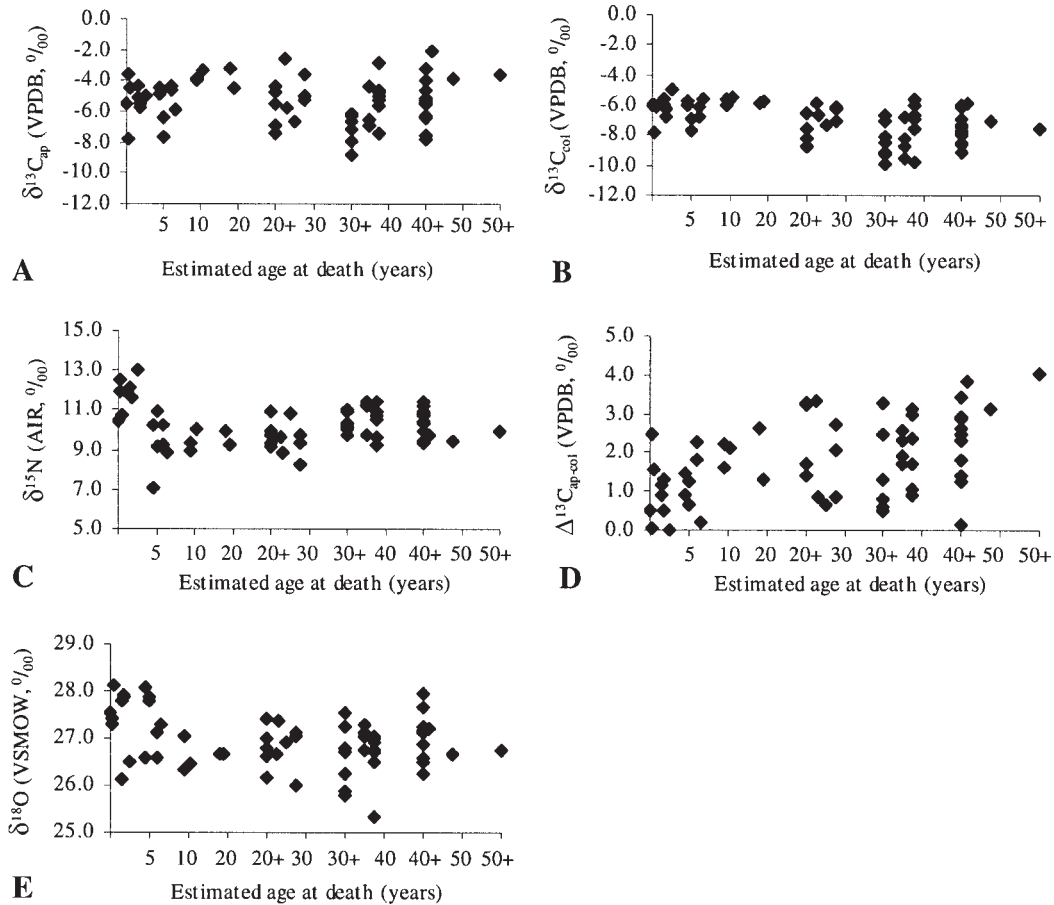 0.0
-2.0
-4.0
-6.0
-8.0
-10.0
-12.0
δ¹³C_ap (VPDB, ⁰/₀₀)
5 10 20 20+ 30 30+ 40 40+ 50 50+
Estimated age at death (years)
A
0.0
-2.0
-4.0
-6.0
-8.0
-10.0
-12.0
δ¹³C_col (VPDB, ⁰/₀₀)
5 10 20 20+ 30 30+ 40 40+ 50 50+
Estimated age at death (years)
B
15.0
13.0
11.0
9.0
7.0
5.0
δ¹⁵N (AIR, ⁰/₀₀)
5 10 20 20+ 30 30+ 40 40+ 50 50+
Estimated age at death (years)
C
5.0
4.0
3.0
2.0
1.0
0.0
Δ¹³C_ap-col (VPDB, ⁰/₀₀)
5 10 20 20+ 30 30+ 40 40+ 50 50+
Estimated age at death (years)
D
29.0
28.0
27.0
26.0
25.0
δ¹⁸O (VSMOW, ⁰/₀₀)
5 10 20 20+ 30 30+ 40 40+ 50 50+
Estimated age at death (years)
E